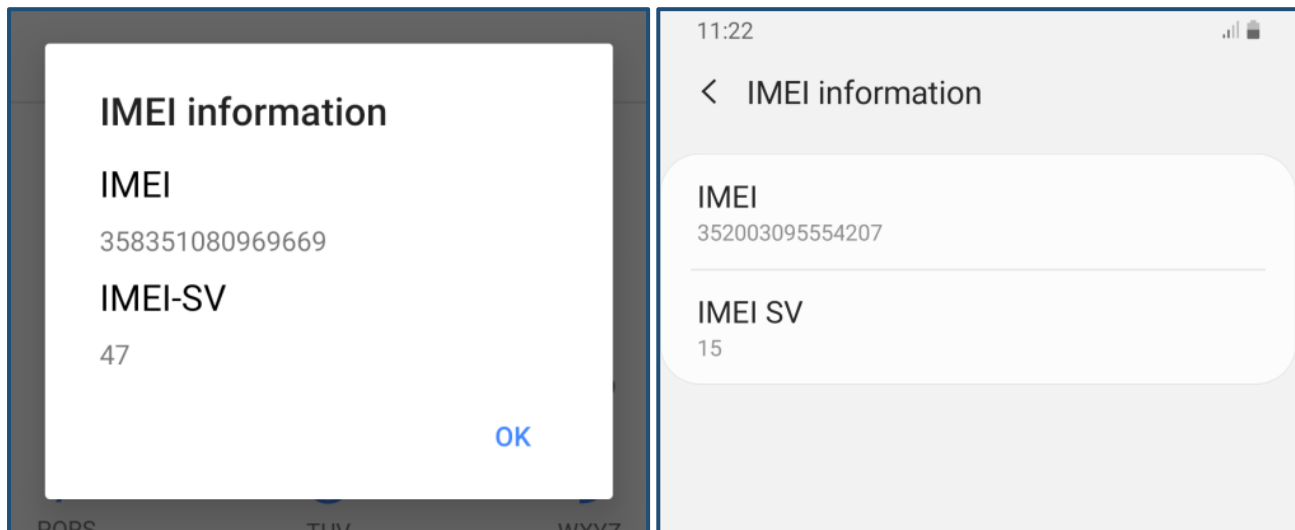 IMEI information
IMEI
358351080969669
IMEI-SV
47
OK
11:22
IMEI information
IMEI
352003095554207
IMEI SV
15